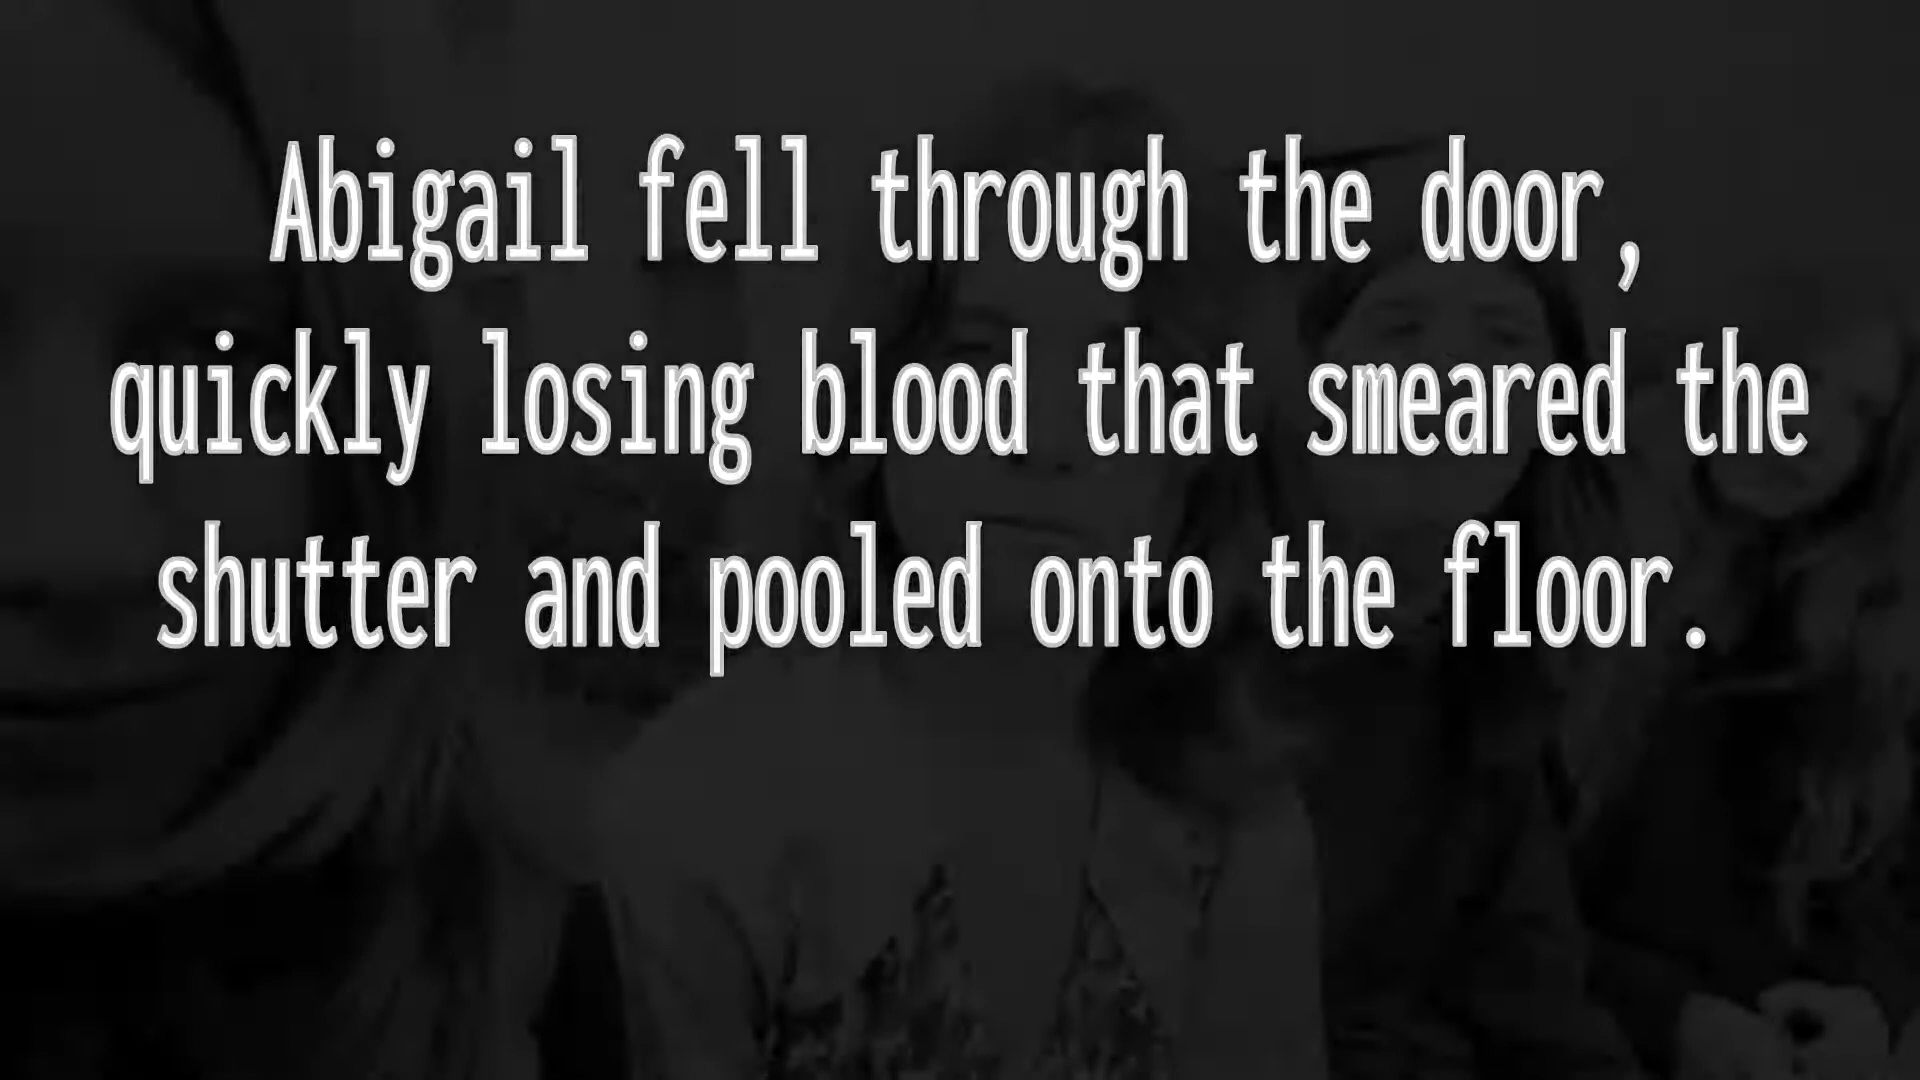 Abigail fell through the door,
quickly losing blood that smeared the
shutter and pooled onto the floor.